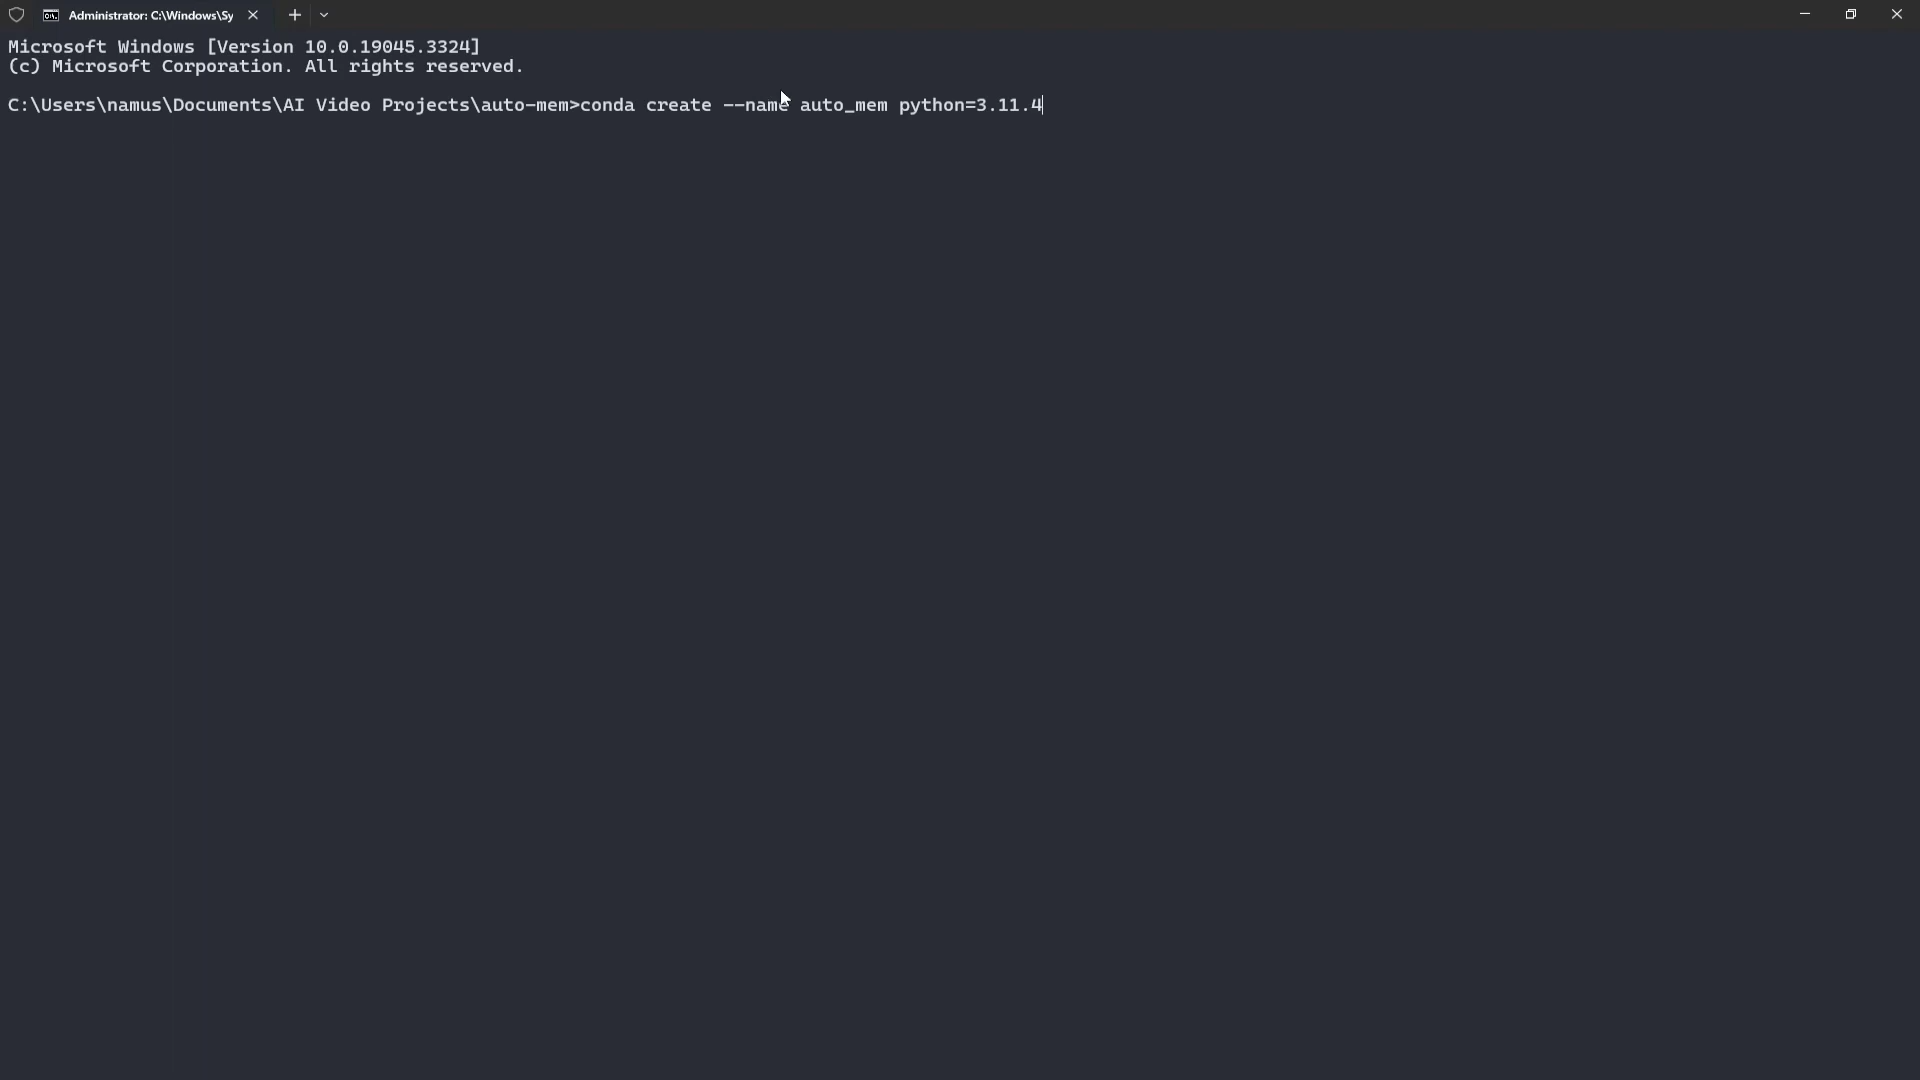 Administrator: C:\Windows\Sy
Microsoft Windows [Version 10.0.19045.3324]
(c) Microsoft Corporation. All rights reserved.
C:\Users\namus\Documents\AI Video Projects\auto-mem>conda create --name auto_mem python=3.11.4